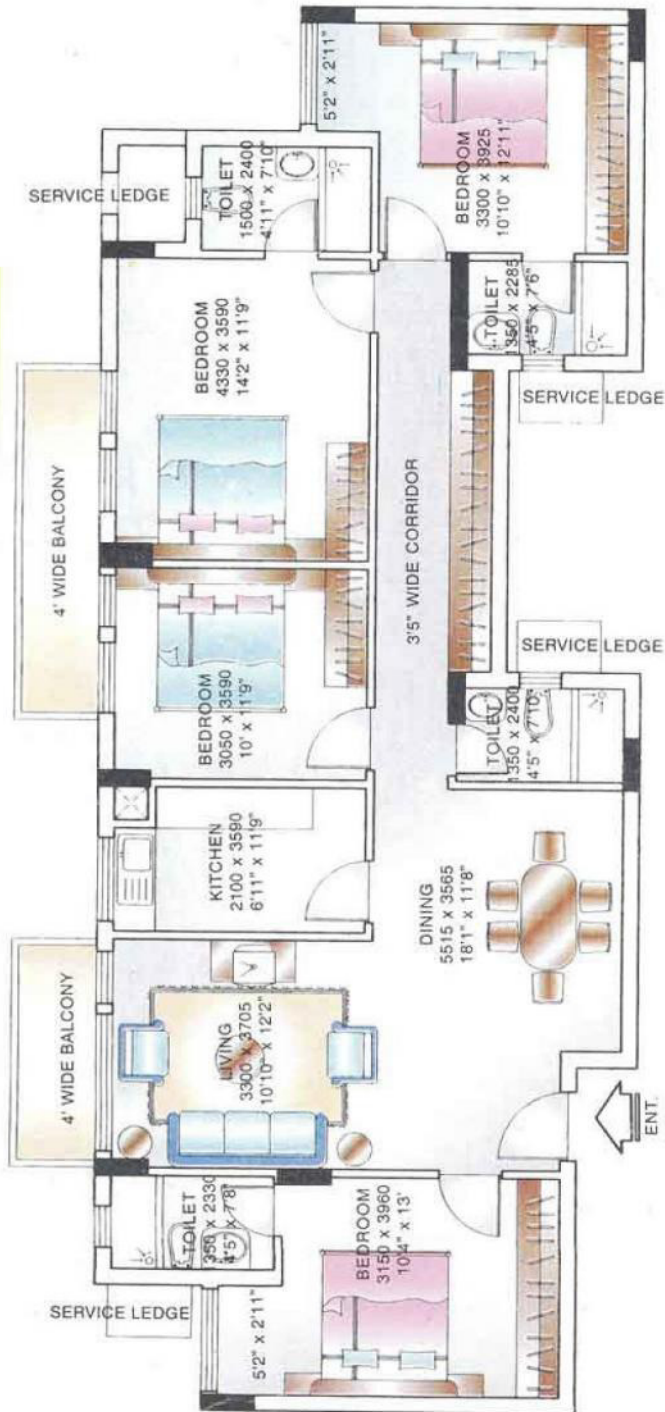 5'2" x 2'11"
BEDROOM
3300 x 3925
10'10" x 12'11"
SERVICE LEDGE
TOILET
1500 x 2400
4'11" x 7'10"
TOILET
1350 x 2285
4'5" x 7'6"
SERVICE LEDGE
BEDROOM
4330 x 3590
14'2" x 11'9"
4' WIDE BALCONY
3'5" WIDE CORRIDOR
BEDROOM
3050 x 3590
10' x 11'9"
SERVICE LEDGE
TOILET
1350 x 2400
4'5" x 7'10"
KITCHEN
2100 x 3590
6'11" x 11'9"
DINING
5515 x 3565
18'1" x 11'8"
4' WIDE BALCONY
LIVING
3300 x 3705
10'10" x 12'2"
ENT.
TOILET
350 x 2330
4'5" x 7'8"
BEDROOM
3150 x 3960
10'4" x 13'
SERVICE LEDGE
5'2" x 2'11"